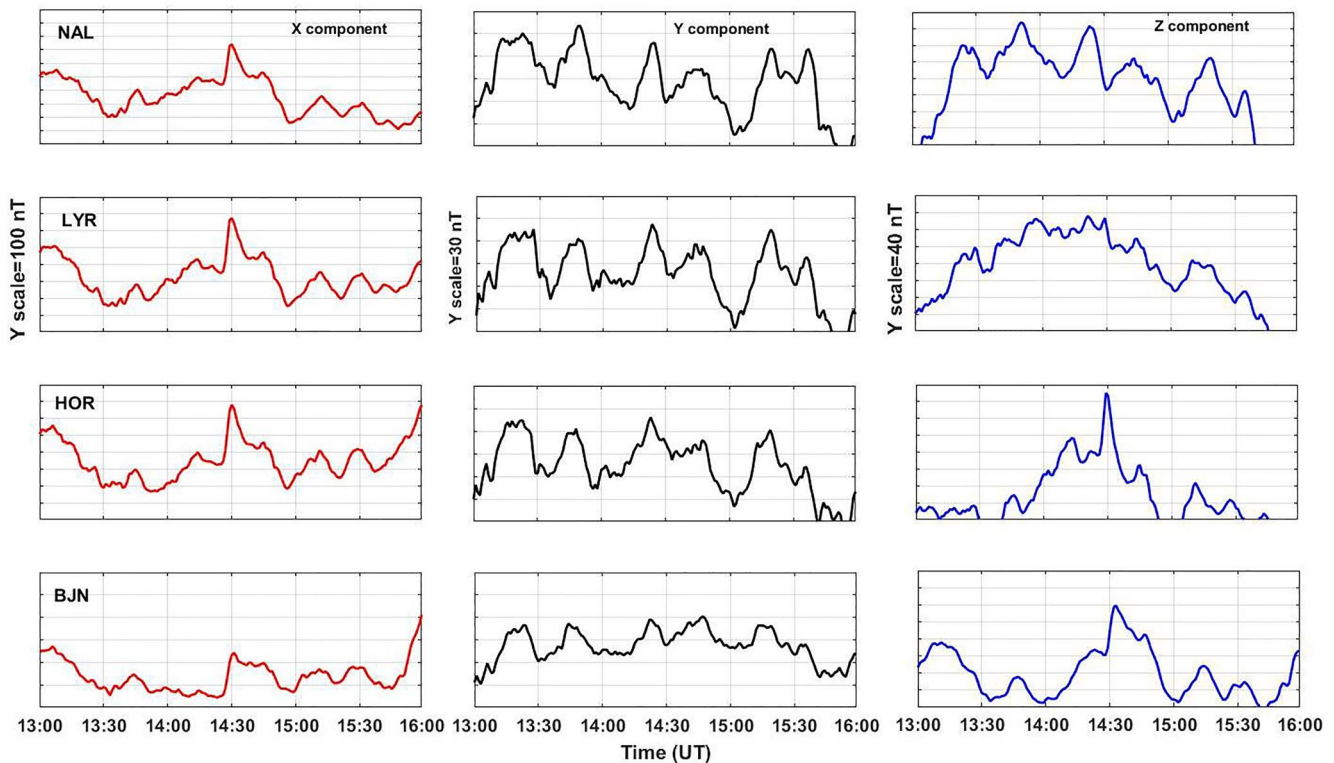 NAL
X component
Y component
Z component
LYR
Y scale=100 nT
Y scale=30 nT
Y scale=40 nT
HOR
BJN
13:00 13:30 14:00 14:30 15:00 15:30 16:00
13:00 13:30 14:00 14:30 15:00 15:30 16:00
13:00 13:30 14:00 14:30 15:00 15:30 16:00
Time (UT)